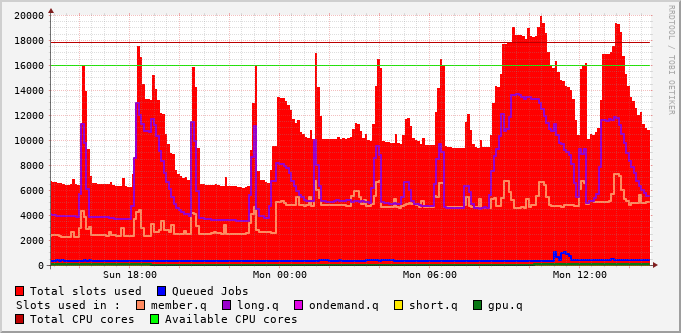 20000
18000
16000
14000
12000
10000
8000
6000
4000
2000
0
Sun 18:00 Mon 00:00 Mon 06:00 Mon 12:00
RRDTOOL / TOBI OETIKER
Total slots used Queued Jobs
Slots used in : member.q long.q ondemand.q short.q gpu.q
Total CPU cores Available CPU cores